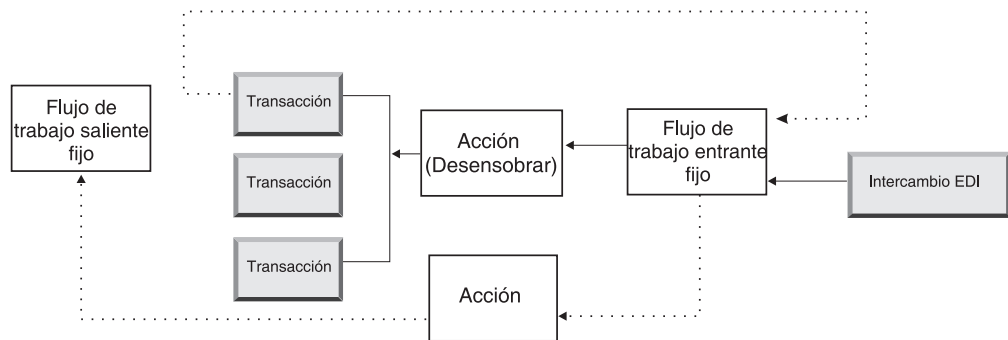 Flujo de
trabajo saliente
fijo
Transacción
Transacción
Transacción
Acción
(Desensobrar)
Flujo de
trabajo entrante
fijo
Intercambio EDI
Acción